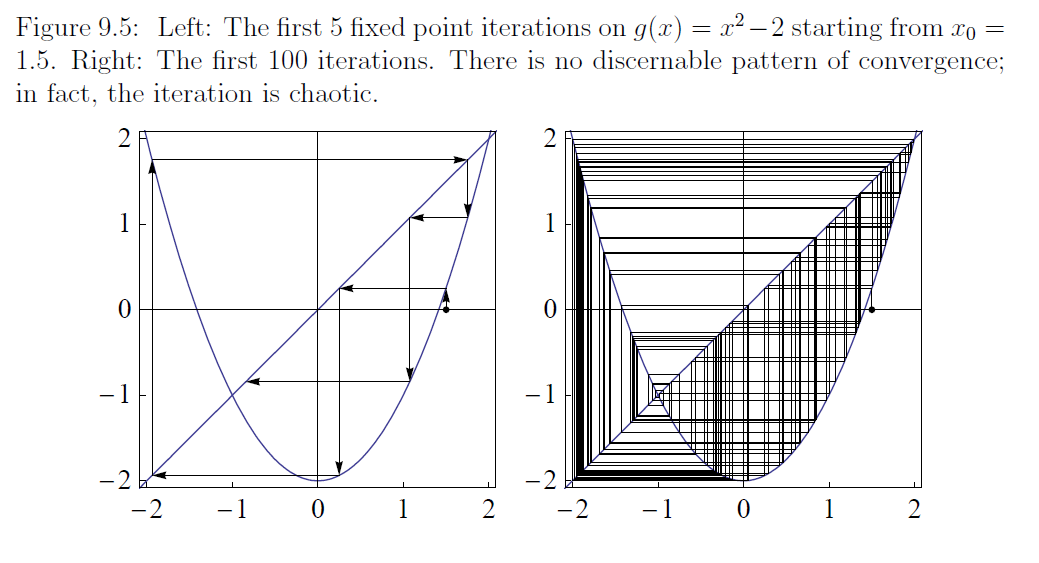 Figure 9.5: Left: The first 5 fixed point iterations on g(x) = x² − 2 starting from x₀ =
1.5. Right: The first 100 iterations. There is no discernable pattern of convergence;
in fact, the iteration is chaotic.
2
1
0
−1
−2
−2 −1 0 1 2
2
1
0
−1
−2
−2 −1 0 1 2